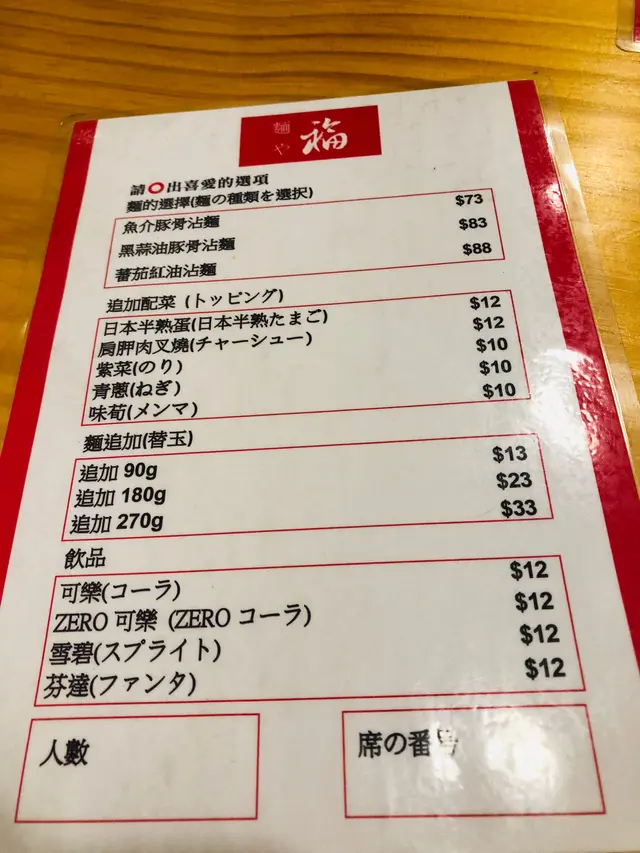 麺や 福
請⭕出喜愛的選項
麵的選擇(麵の種類を選択)
魚介豚骨沾麵 $73
黑蒜油豚骨沾麵 $83
蕃茄紅油沾麵 $88
追加配菜 (トッピング)
日本半熟蛋(日本半熟たまご) $12
肩胛肉叉燒(チャーシュー) $12
紫菜(のり) $10
青蔥(ねぎ) $10
味荀(メンマ) $10
麵追加(替玉)
追加 90g $13
追加 180g $23
追加 270g $33
飲品
可樂(コーラ) $12
ZERO 可樂 (ZERO コーラ) $12
雪碧(スプライト) $12
芬達(ファンタ) $12
人數
席の番号